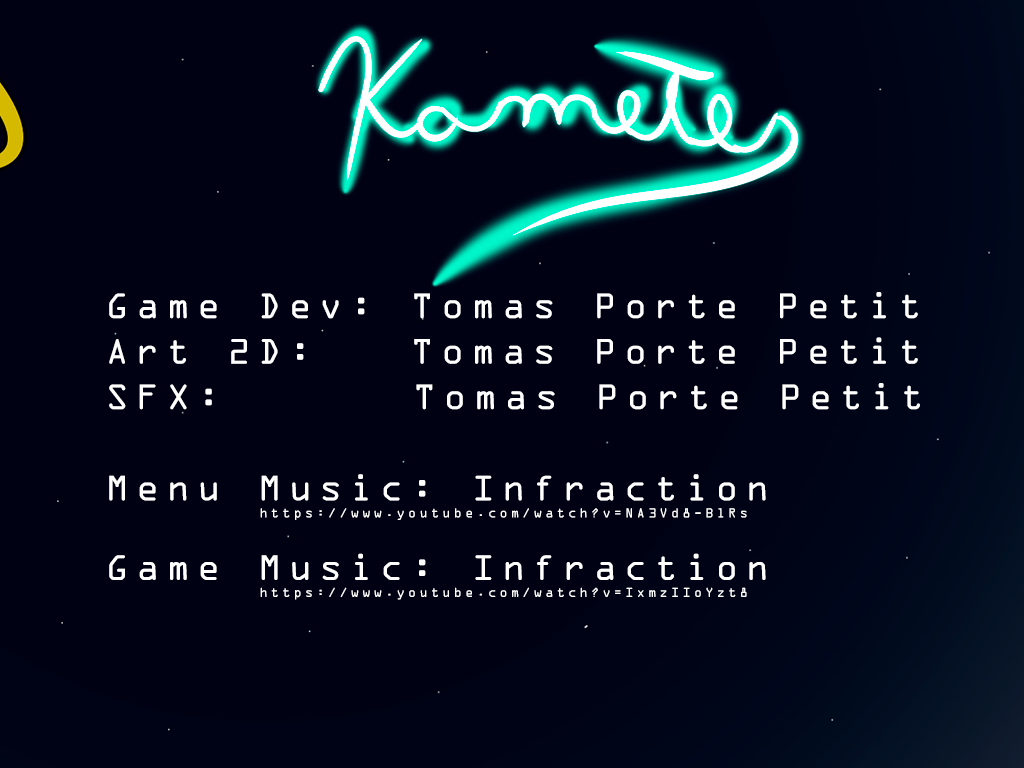 Kamete
Game Dev: Tomas Porte Petit
Art 2D: Tomas Porte Petit
SFX: Tomas Porte Petit
Menu Music: Infraction
https://www.youtube.com/watch?v=NA3Vd8-B1Rs
Game Music: Infraction
https://www.youtube.com/watch?v=IxmzIIoYzt8